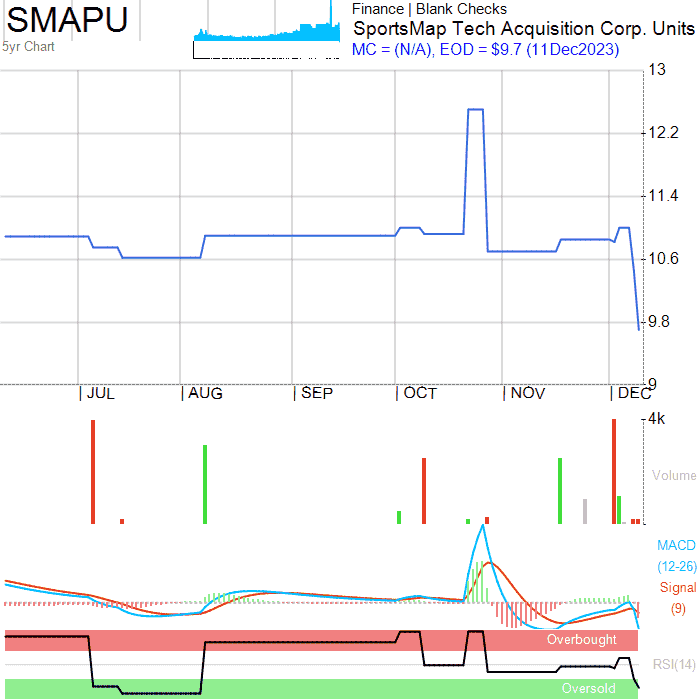 SMAPU
5yr Chart
Finance | Blank Checks
SportsMap Tech Acquisition Corp. Units
MC = (N/A), EOD = $9.7 (11Dec2023)
13
12.2
11.4
10.6
9.8
9
| JUL | AUG | SEP | OCT | NOV | DEC
4k
Volume
MACD
(12-26)
Signal
(9)
Overbought
RSI(14)
Oversold